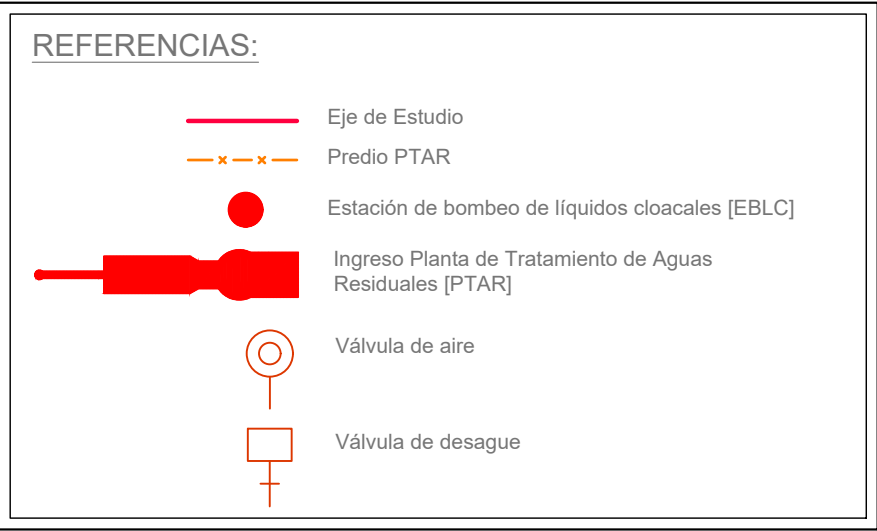 REFERENCIAS:
Eje de Estudio
Predio PTAR
Estación de bombeo de líquidos cloacales [EBLC]
Ingreso Planta de Tratamiento de Aguas
Residuales [PTAR]
Válvula de aire
Válvula de desague